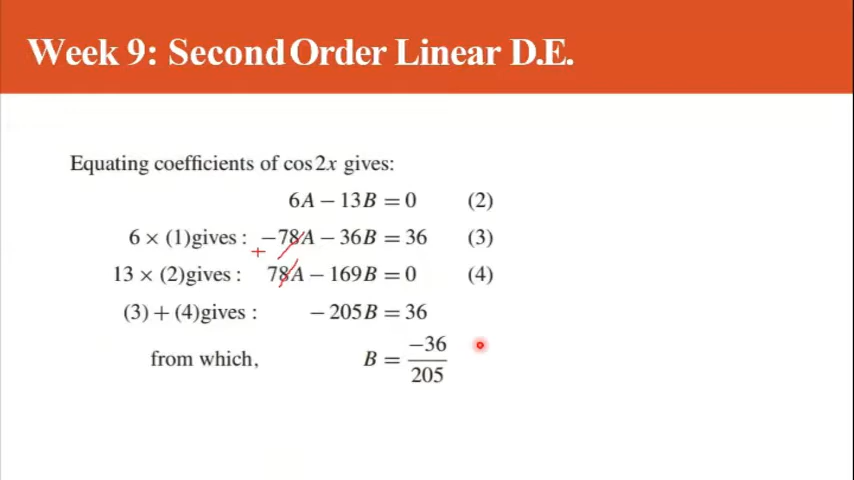 Week 9: Second Order Linear D.E.
Equating coefficients of cos 2x gives:
6A − 13B = 0 (2)
6 × (1)gives : −78A − 36B = 36 (3)
+
13 × (2)gives : 78A − 169B = 0 (4)
(3) + (4)gives : − 205B = 36
from which, B = −36/205